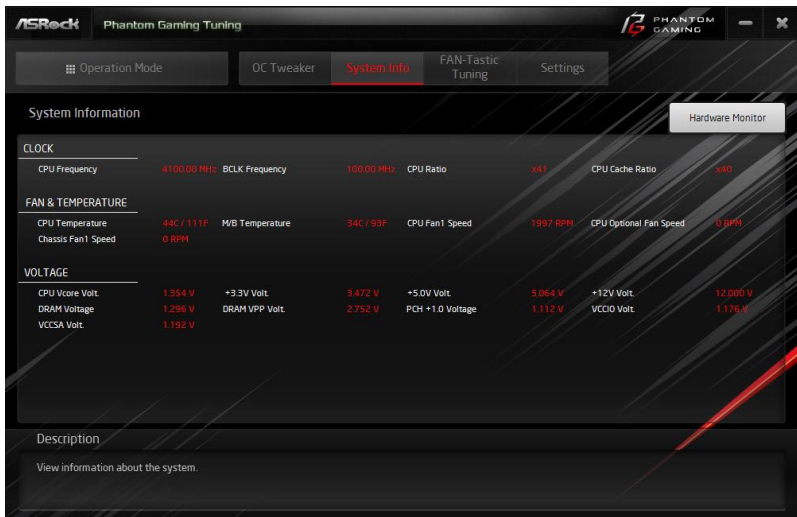 ASRock Phantom Gaming Tuning PHANTOM GAMING
Operation Mode OC Tweaker System Info FAN-Tastic Tuning Settings
System Information
Hardware Monitor
CLOCK
CPU Frequency 4100.00 MHz BCLK Frequency 100.00 MHz CPU Ratio x41 CPU Cache Ratio x40
FAN & TEMPERATURE
CPU Temperature 44C / 111F M/B Temperature 34C / 93F CPU Fan1 Speed 1997 RPM CPU Optional Fan Speed 0 RPM
Chassis Fan1 Speed 0 RPM
VOLTAGE
CPU Vcore Volt. 1.354 V +3.3V Volt. 3.472 V +5.0V Volt. 5.064 V +12V Volt. 12.000 V
DRAM Voltage 1.296 V DRAM VPP Volt. 2.752 V PCH +1.0 Voltage 1.112 V VCCIO Volt. 1.176 V
VCCSA Volt. 1.192 V
Description
View information about the system.